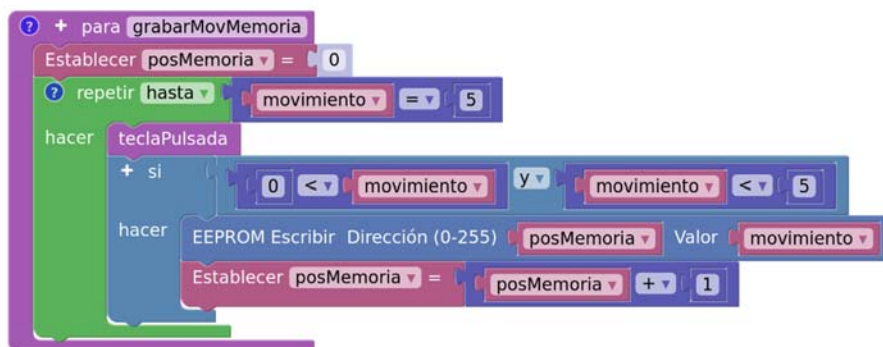 ? + para grabarMovMemoria
Establecer posMemoria = 0
? repetir hasta movimiento = 5
hacer teclaPulsada
+ si 0 < movimiento y movimiento < 5
hacer EEPROM Escribir Dirección (0-255) posMemoria Valor movimiento
Establecer posMemoria = posMemoria + 1